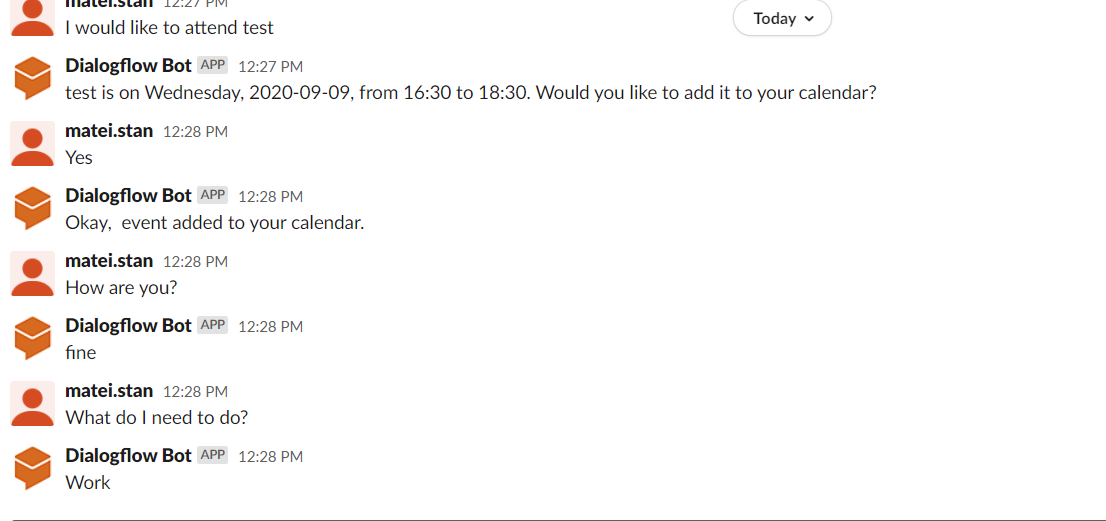 matei.stan 12:27 PM
I would like to attend test
Today
Dialogflow Bot APP 12:27 PM
test is on Wednesday, 2020-09-09, from 16:30 to 18:30. Would you like to add it to your calendar?
matei.stan 12:28 PM
Yes
Dialogflow Bot APP 12:28 PM
Okay,  event added to your calendar.
matei.stan 12:28 PM
How are you?
Dialogflow Bot APP 12:28 PM
fine
matei.stan 12:28 PM
What do I need to do?
Dialogflow Bot APP 12:28 PM
Work